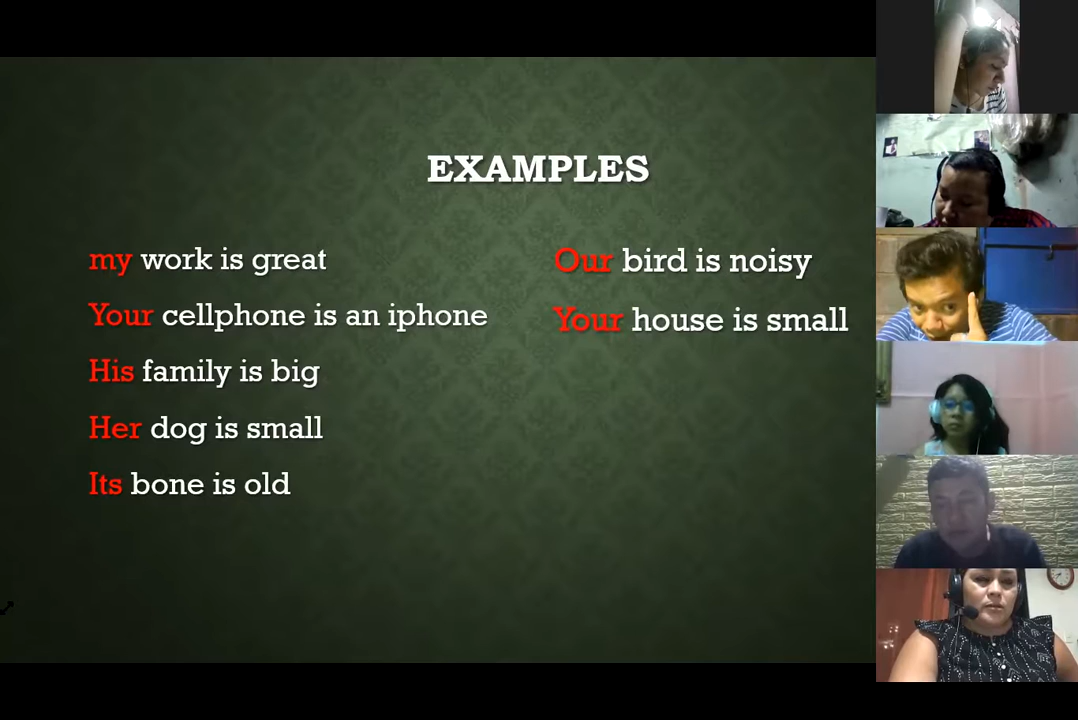 EXAMPLES
my work is great
Your cellphone is an iphone
His family is big
Her dog is small
Its bone is old
Our bird is noisy
Your house is small